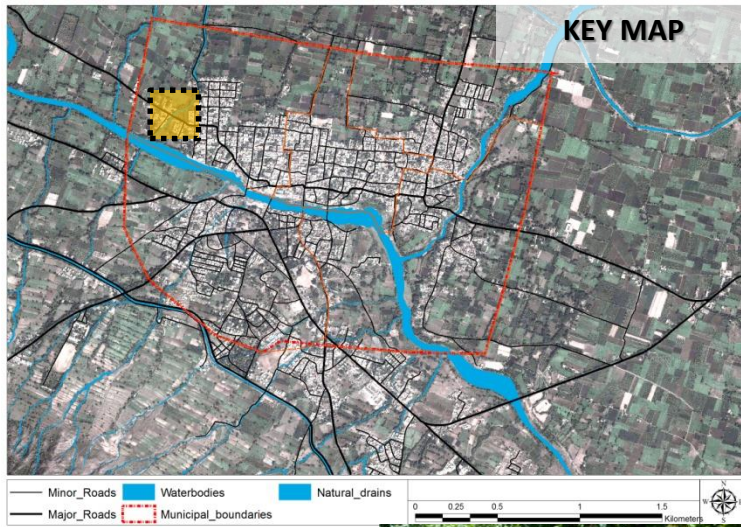 KEY MAP
Minor_Roads Waterbodies Natural_drains
Major_Roads Municipal_boundaries
0 0.25 0.5 1 1.5
Kilometers
N
W E
S